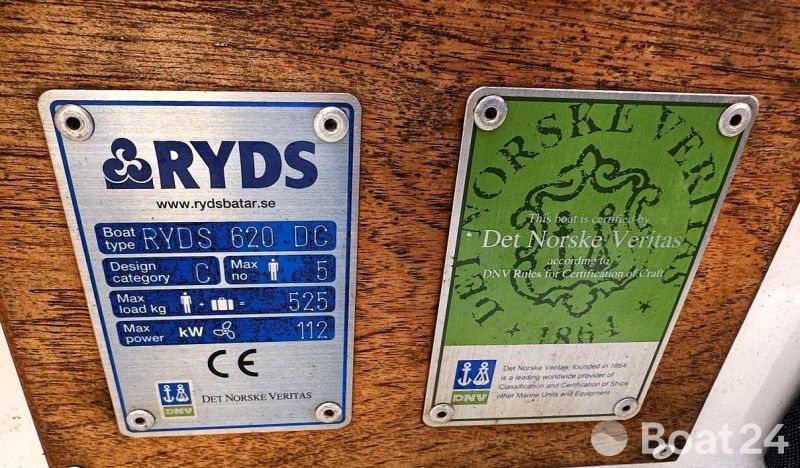 RYDS
www.rydsbatar.se
Boat type RYDS 620 DC
Design category C Max no 5
Max load kg + = 525
Max power kW 112
CE
DNV DET NORSKE VERITAS
DET NORSKE VERITAS
This boat is certified by
Det Norske Veritas
according to
DNV Rules for Certification of Craft
* 1864 *
Det Norske Veritas, founded in 1864
is a leading worldwide provider of
Classification and Certification of Ships
other Marine Units and Equipment
DNV
Boat24